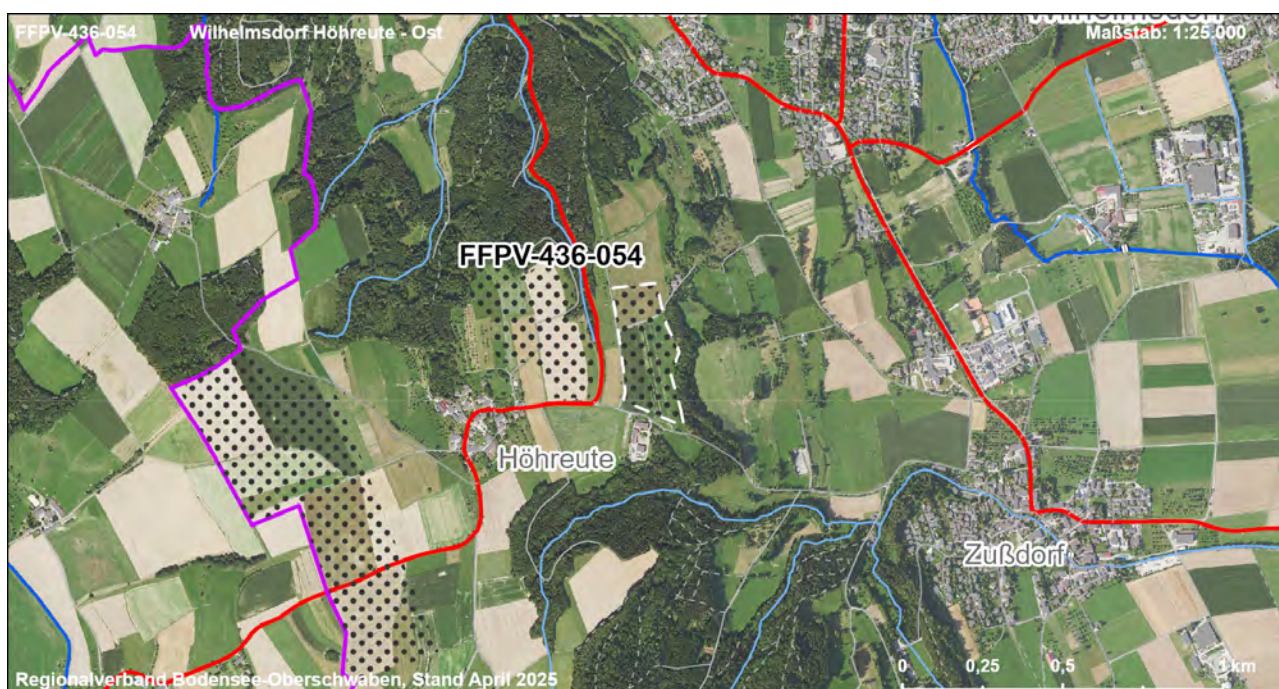 FFPV-436-054 Wilhelmsdorf Höhreute - Ost
Maßstab: 1:25.000
FFPV-436-054
Höhreute
Zußdorf
0 0,25 0,5 1 km
Regionalverband Bodensee-Oberschwaben, Stand April 2025